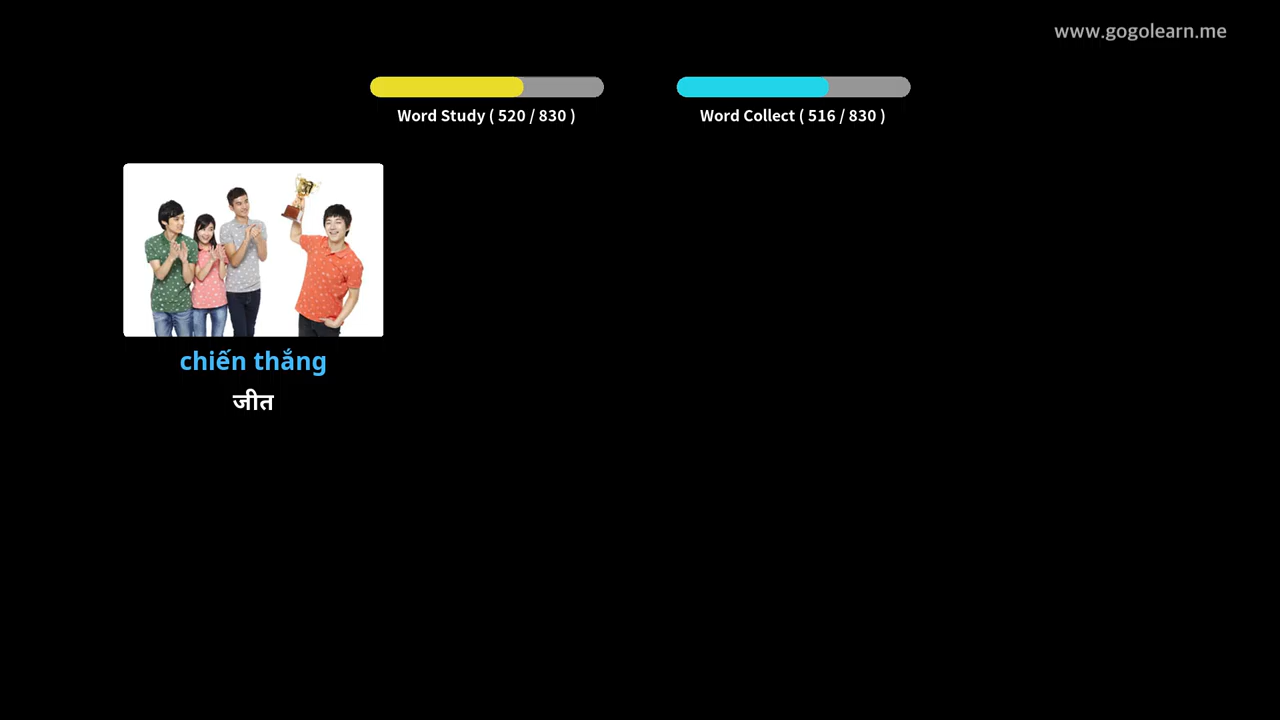 www.gogolearn.me
Word Study ( 520 / 830 )
Word Collect ( 516 / 830 )
chiến thắng
जीत